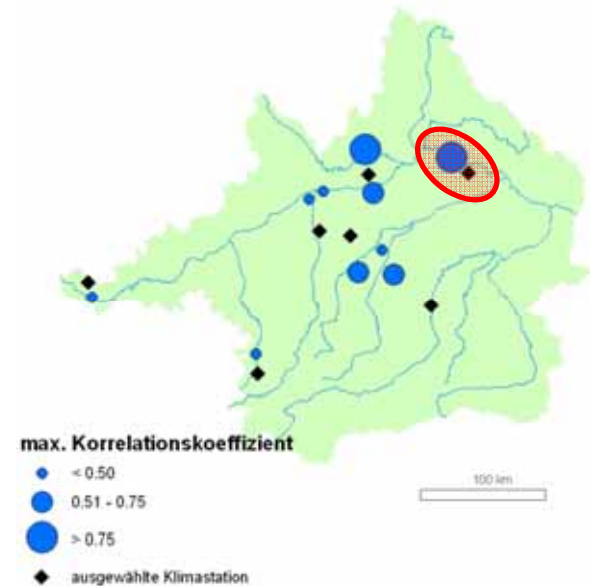 max. Korrelationskoeffizient
< 0.50
0.51 - 0.75
> 0.75
ausgewählte Klimastation
100 km